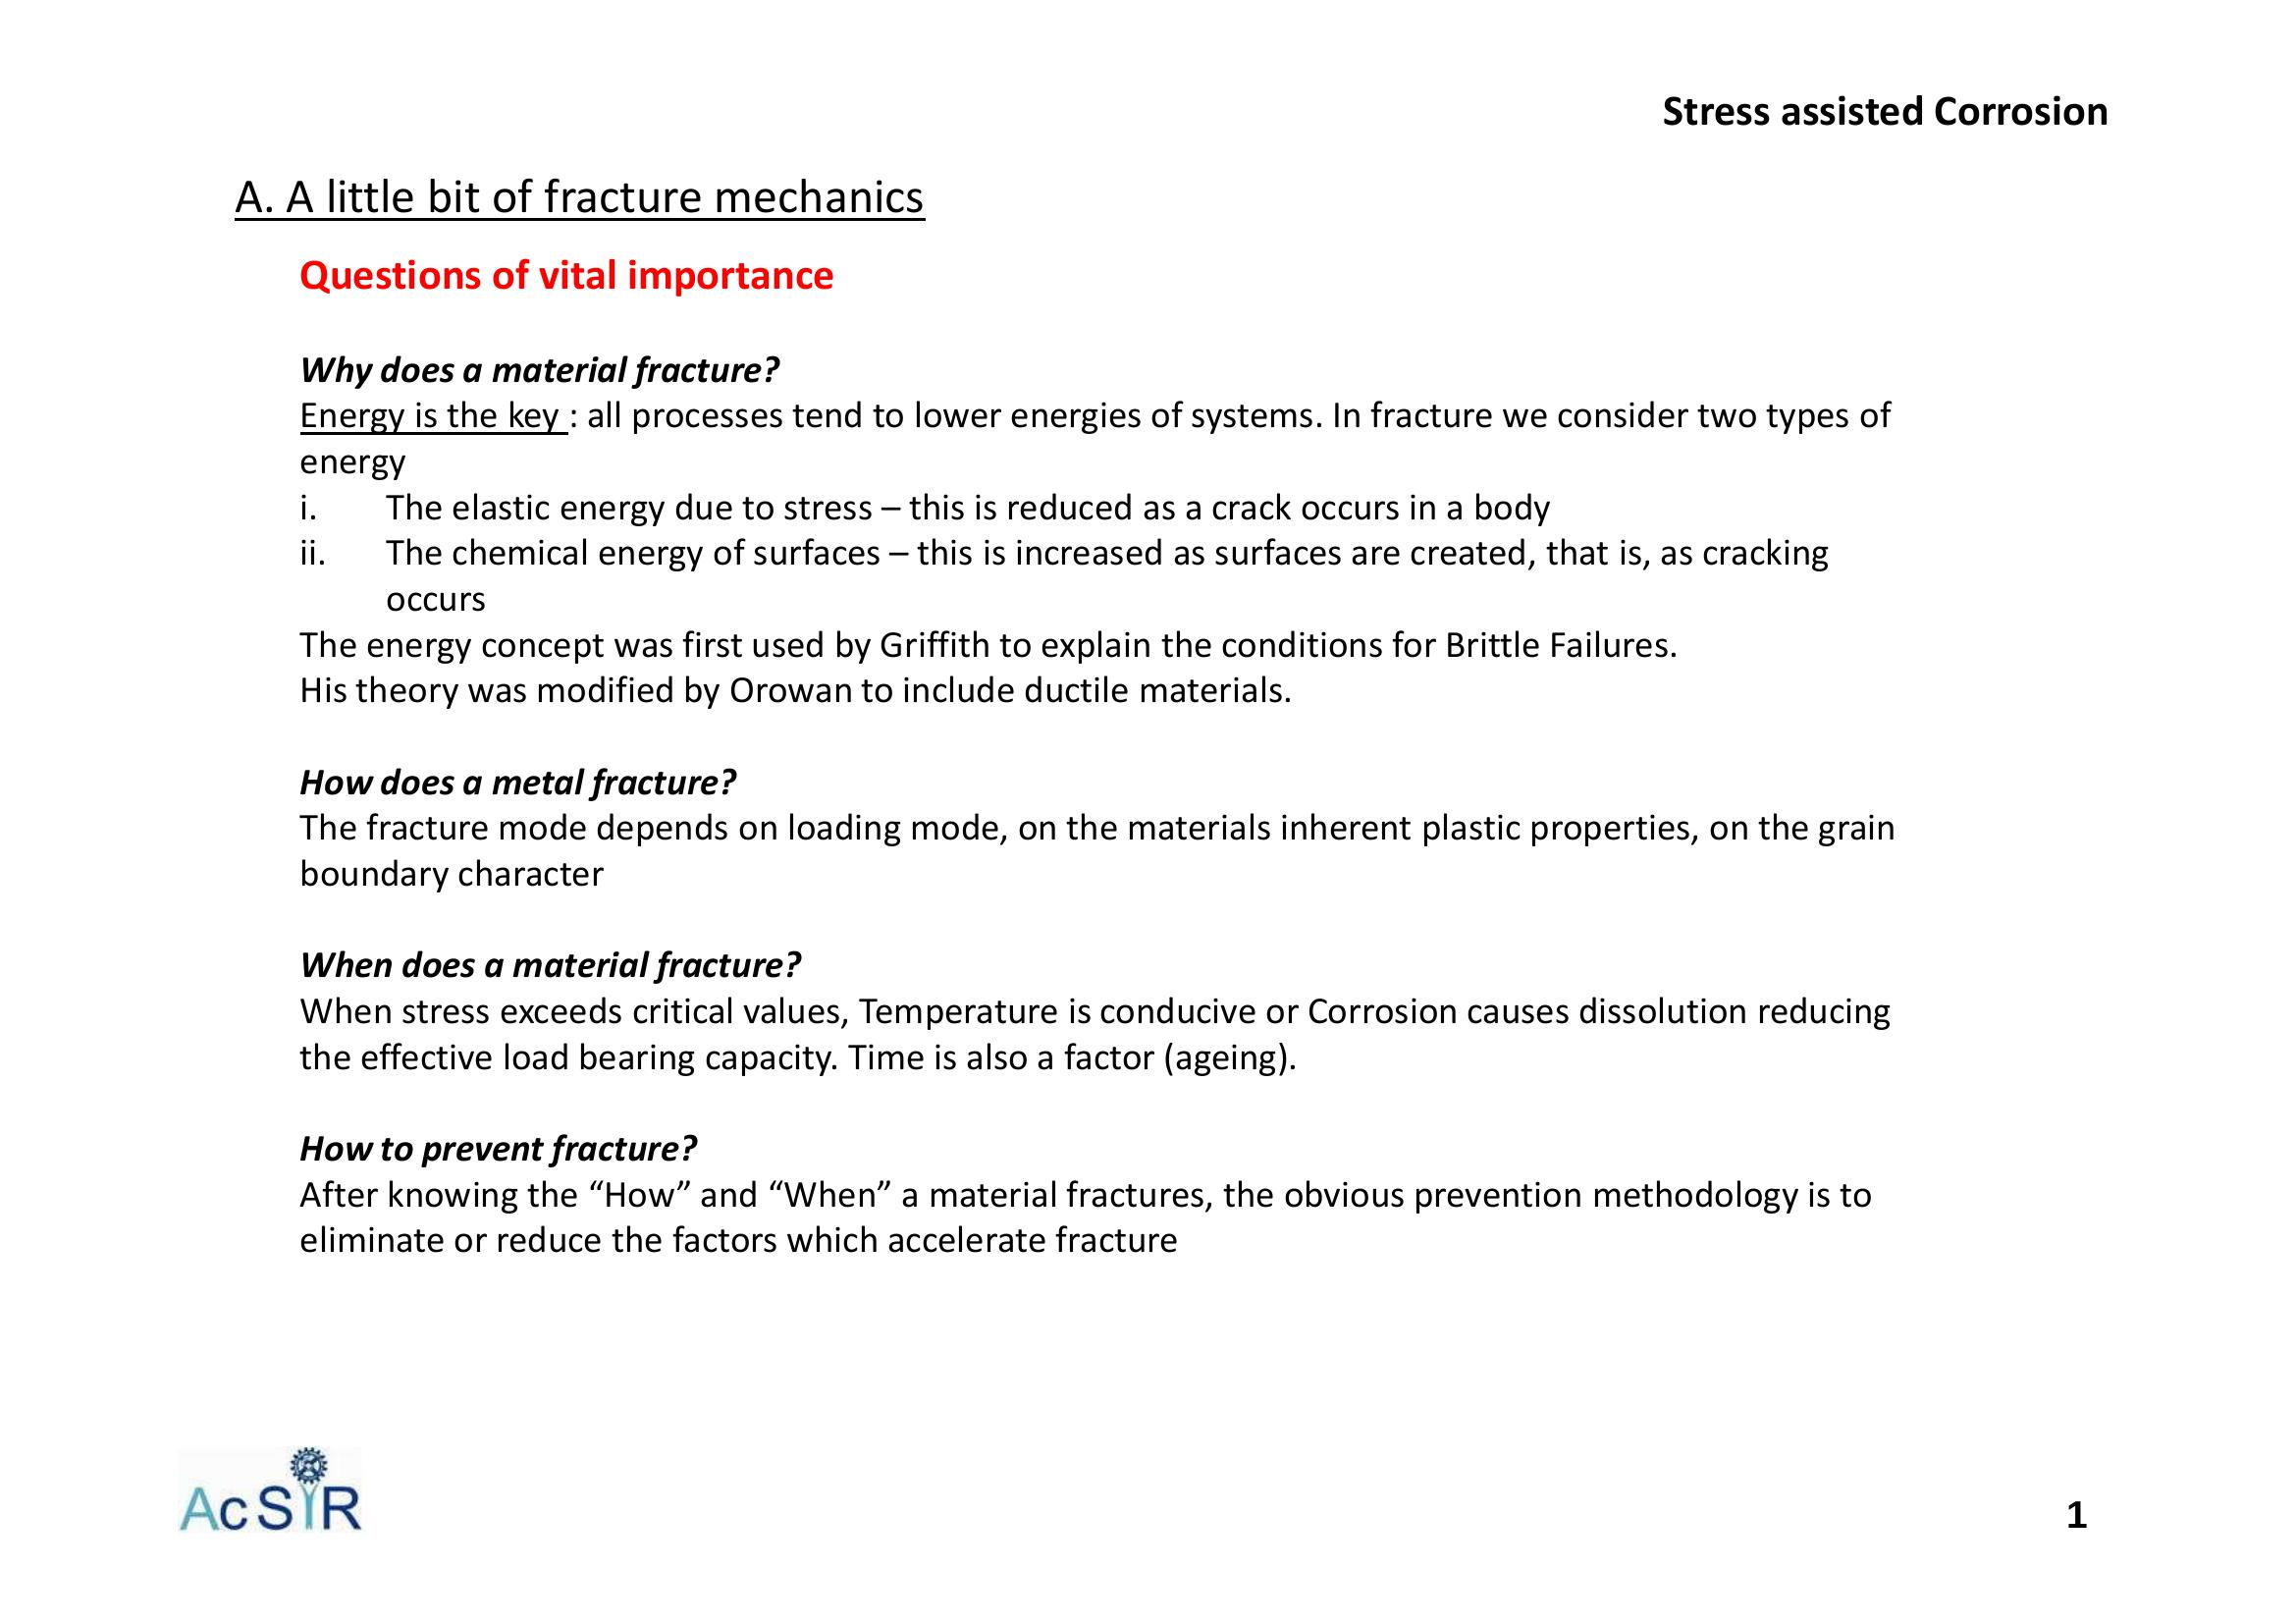 Stress assisted Corrosion
A. A little bit of fracture mechanics
Questions of vital importance
Why does a material fracture?
Energy is the key : all processes tend to lower energies of systems. In fracture we consider two types of
energy
i. The elastic energy due to stress – this is reduced as a crack occurs in a body
ii. The chemical energy of surfaces – this is increased as surfaces are created, that is, as cracking
occurs
The energy concept was first used by Griffith to explain the conditions for Brittle Failures.
His theory was modified by Orowan to include ductile materials.
How does a metal fracture?
The fracture mode depends on loading mode, on the materials inherent plastic properties, on the grain
boundary character
When does a material fracture?
When stress exceeds critical values, Temperature is conducive or Corrosion causes dissolution reducing
the effective load bearing capacity. Time is also a factor (ageing).
How to prevent fracture?
After knowing the “How” and “When” a material fractures, the obvious prevention methodology is to
eliminate or reduce the factors which accelerate fracture
AcSIR
1